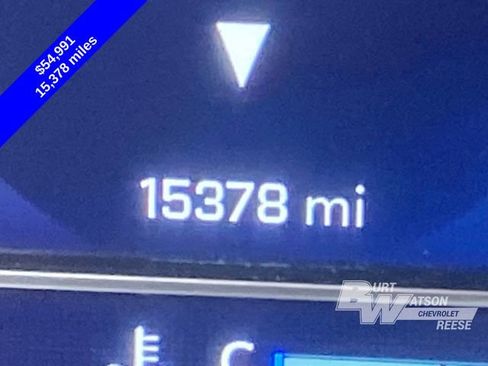 $54,991
15,378 miles
15378 mi
BURT
WATSON
CHEVROLET
REESE
C